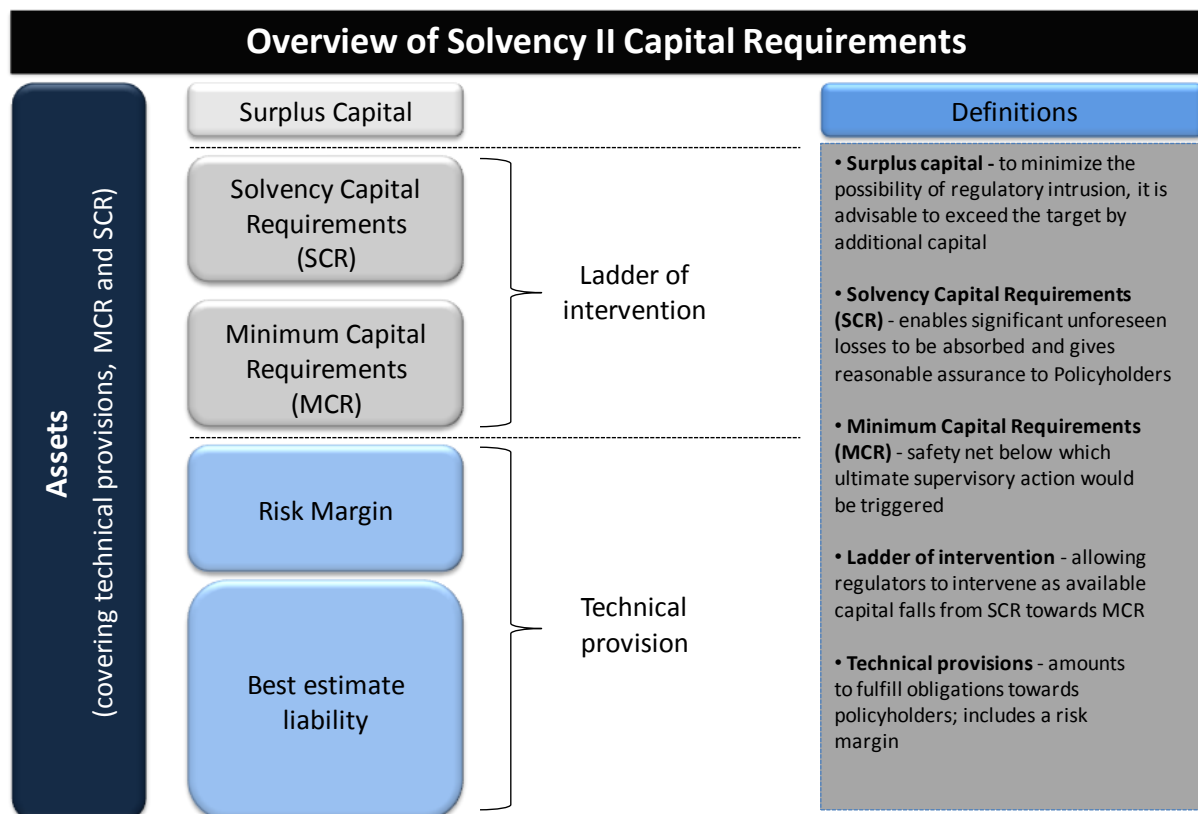 Overview of Solvency II Capital Requirements
Assets
(covering technical provisions, MCR and SCR)
Surplus Capital
Solvency Capital
Requirements
(SCR)
Minimum Capital
Requirements
(MCR)
Ladder of
intervention
Risk Margin
Best estimate
liability
Technical
provision
Definitions
• Surplus capital - to minimize the
possibility of regulatory intrusion, it is
advisable to exceed the target by
additional capital
• Solvency Capital Requirements
(SCR) - enables significant unforeseen
losses to be absorbed and gives
reasonable assurance to Policyholders
• Minimum Capital Requirements
(MCR) - safety net below which
ultimate supervisory action would
be triggered
• Ladder of intervention - allowing
regulators to intervene as available
capital falls from SCR towards MCR
• Technical provisions - amounts
to fulfill obligations towards
policyholders; includes a risk
margin